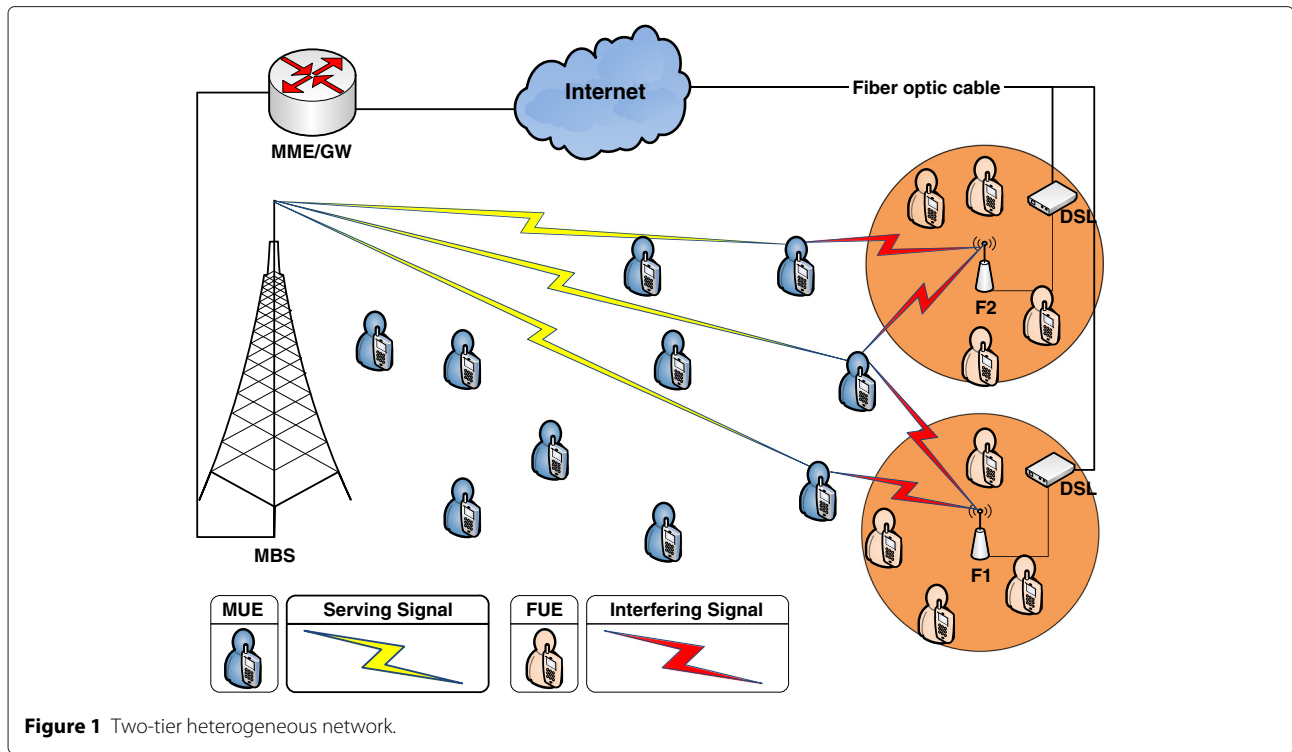 Internet
Fiber optic cable
MME/GW
DSL
F2
DSL
F1
MBS
MUE
Serving Signal
FUE
Interfering Signal
Figure 1 Two-tier heterogeneous network.